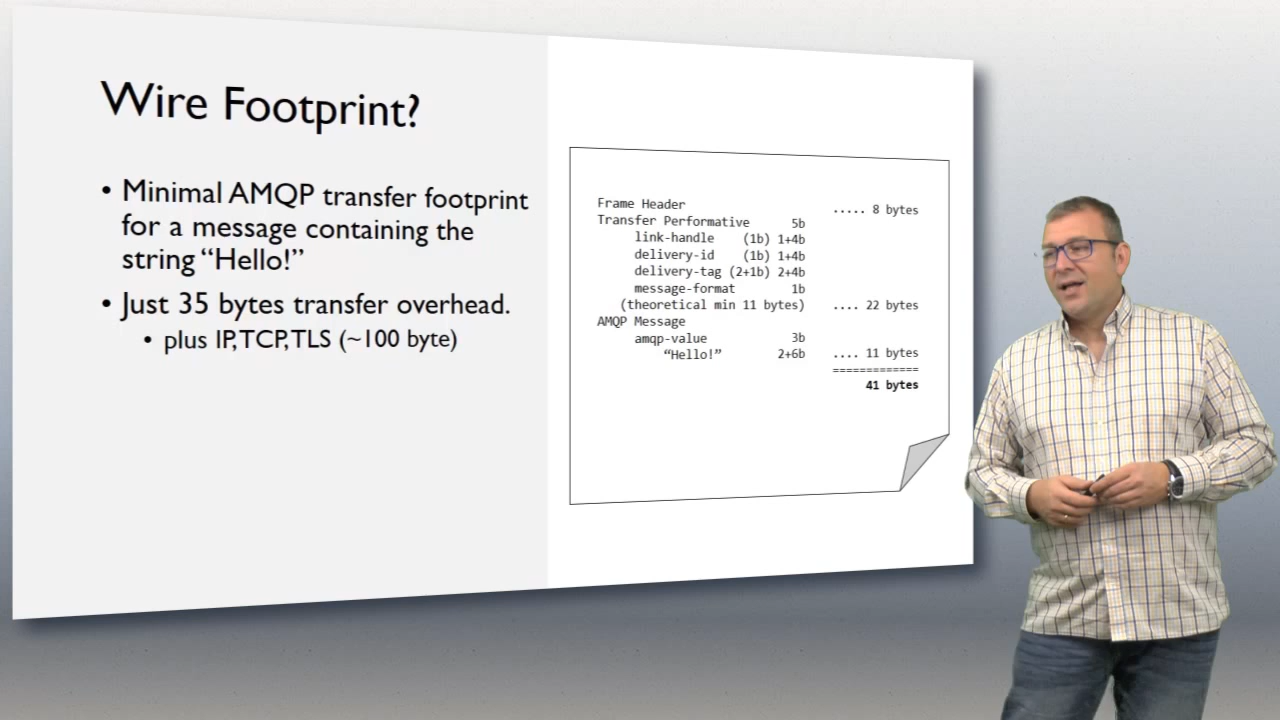 Wire Footprint?
• Minimal AMQP transfer footprint
for a message containing the
string “Hello!”
• Just 35 bytes transfer overhead.
• plus IP,TCP,TLS (~100 byte)
Frame Header ..... 8 bytes
Transfer Performative 5b
link-handle (1b) 1+4b
delivery-id (1b) 1+4b
delivery-tag (2+1b) 2+4b
message-format 1b
(theoretical min 11 bytes) .... 22 bytes
AMQP Message
amqp-value 3b
“Hello!” 2+6b .... 11 bytes
=============
41 bytes